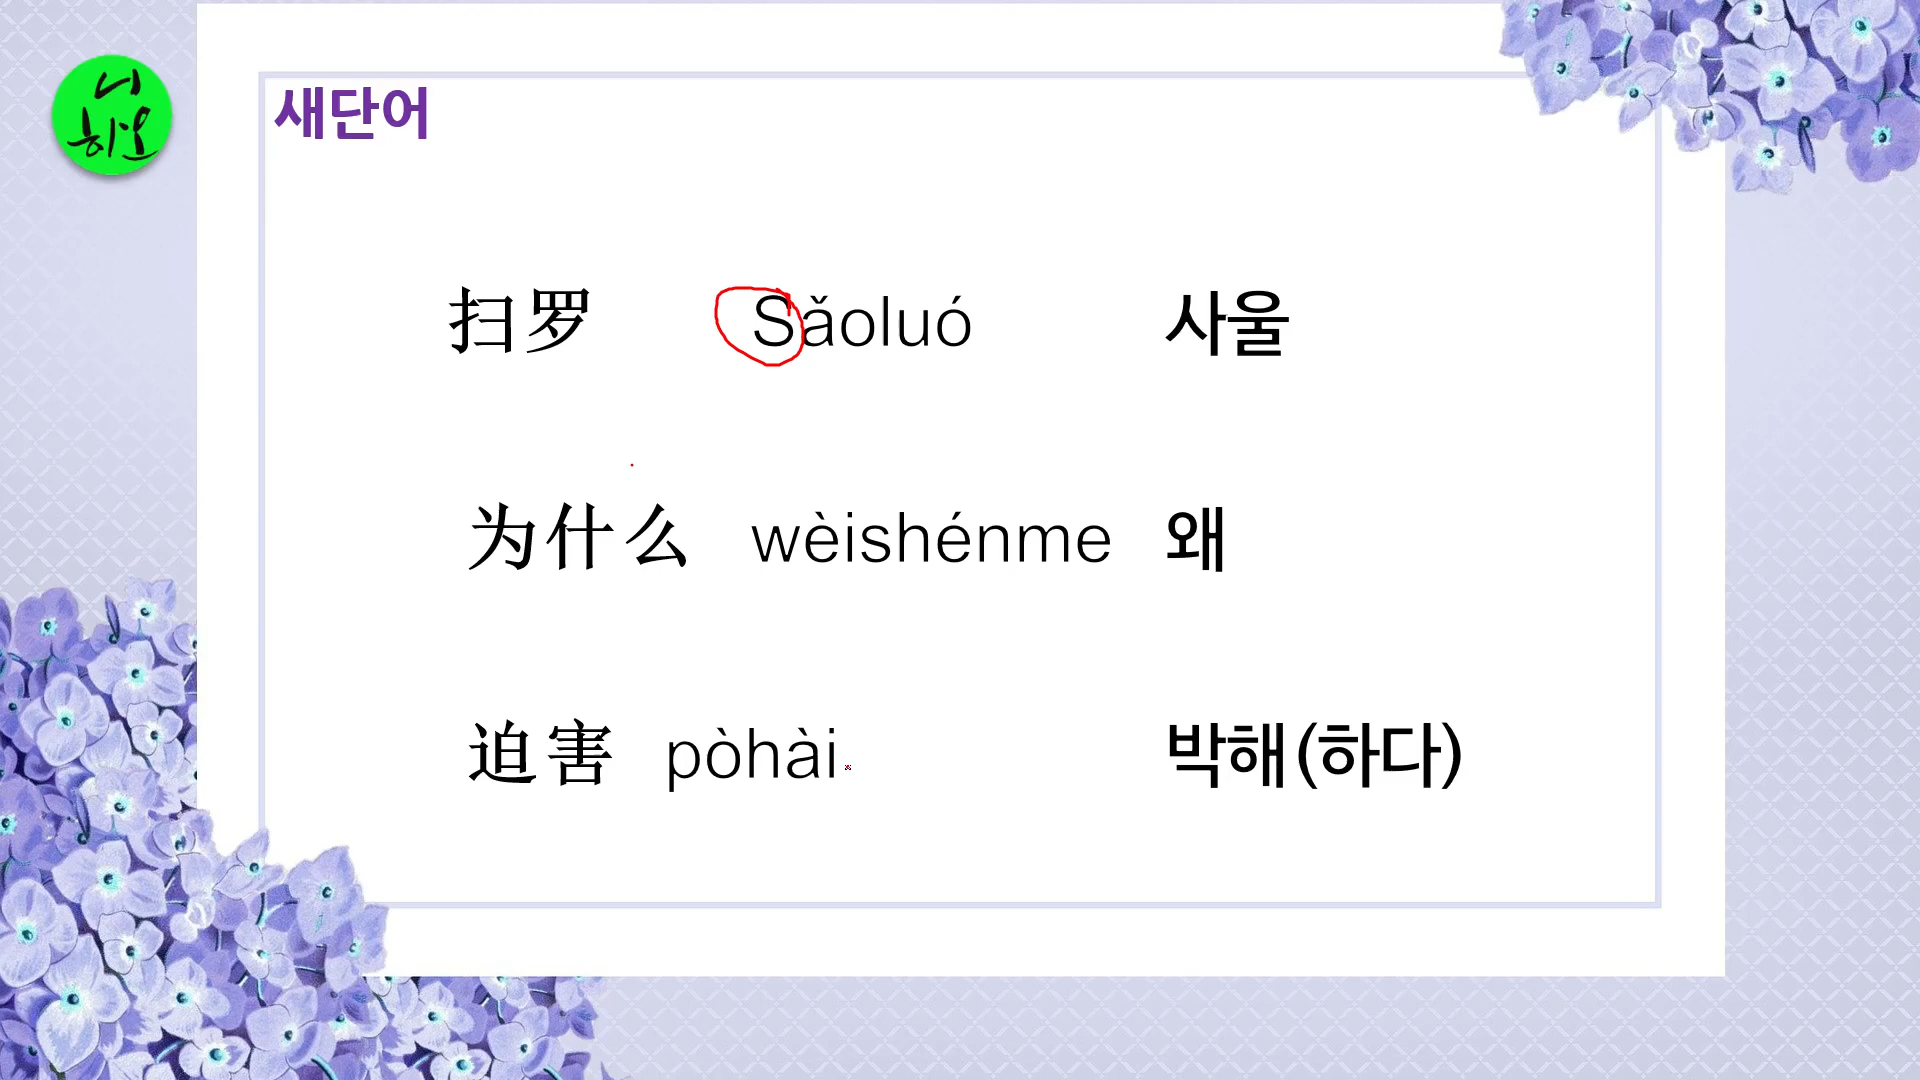 새단어
扫罗 Sǎoluó 사울
为什么 wèishénme 왜
迫害 pòhài 박해(하다)